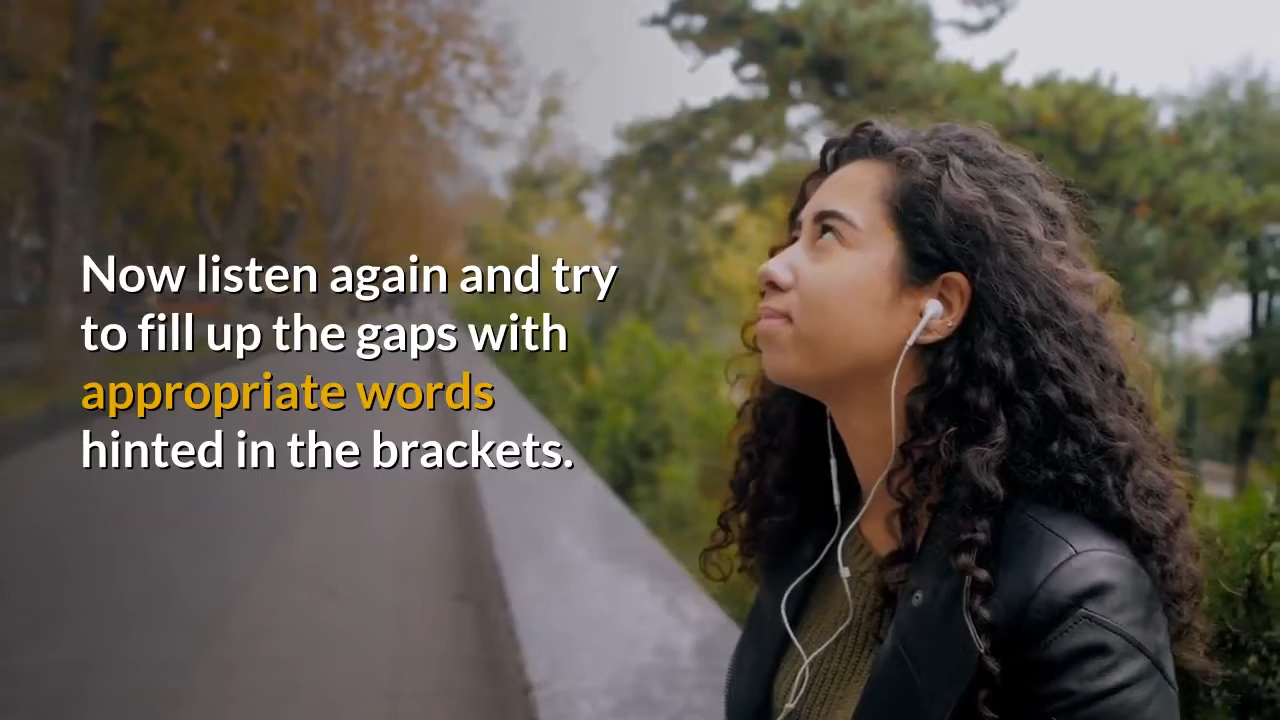 Now listen again and try
to fill up the gaps with
appropriate words
hinted in the brackets.